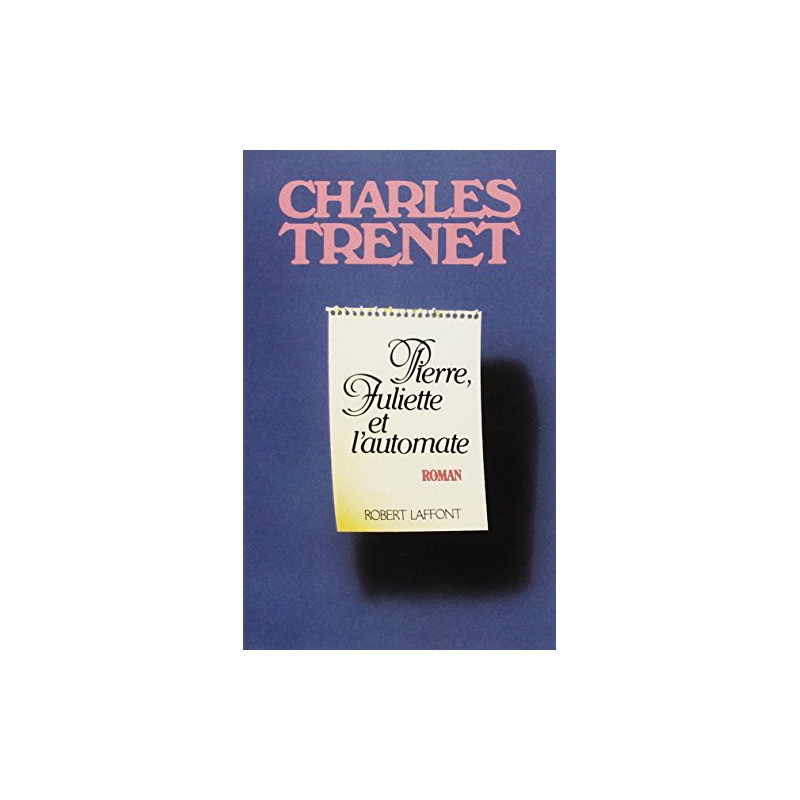 CHARLES
TRENET
Pierre,
Juliette
et
l'automate
ROMAN
ROBERT LAFFONT